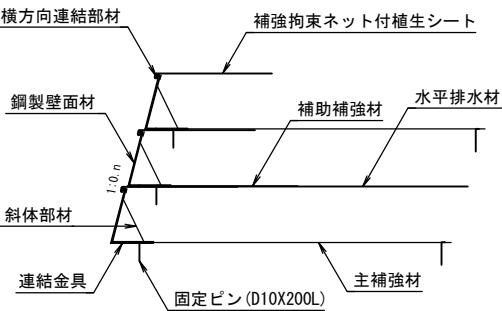 横方向連結部材
補強拘束ネット付植生シート
鋼製壁面材
補助補強材
水平排水材
1:0.n
斜体部材
連結金具
主補強材
固定ピン(D10X200L)